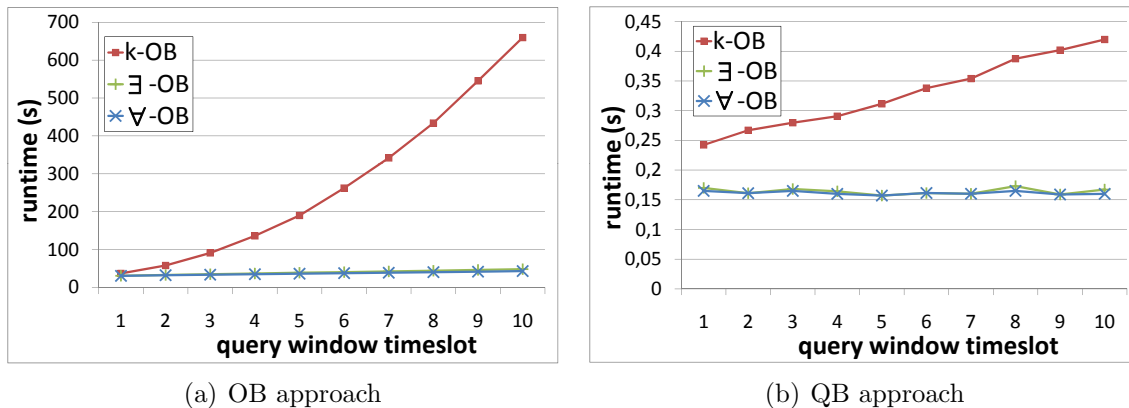 700
600
500
400
300
200
100
0
runtime (s)
k-OB
∃ -OB
∀ -OB
1 2 3 4 5 6 7 8 9 10
query window timeslot
(a) OB approach
0,45
0,4
0,35
0,3
0,25
0,2
0,15
0,1
0,05
0
runtime (s)
k-OB
∃ -OB
∀ -OB
1 2 3 4 5 6 7 8 9 10
query window timeslot
(b) QB approach